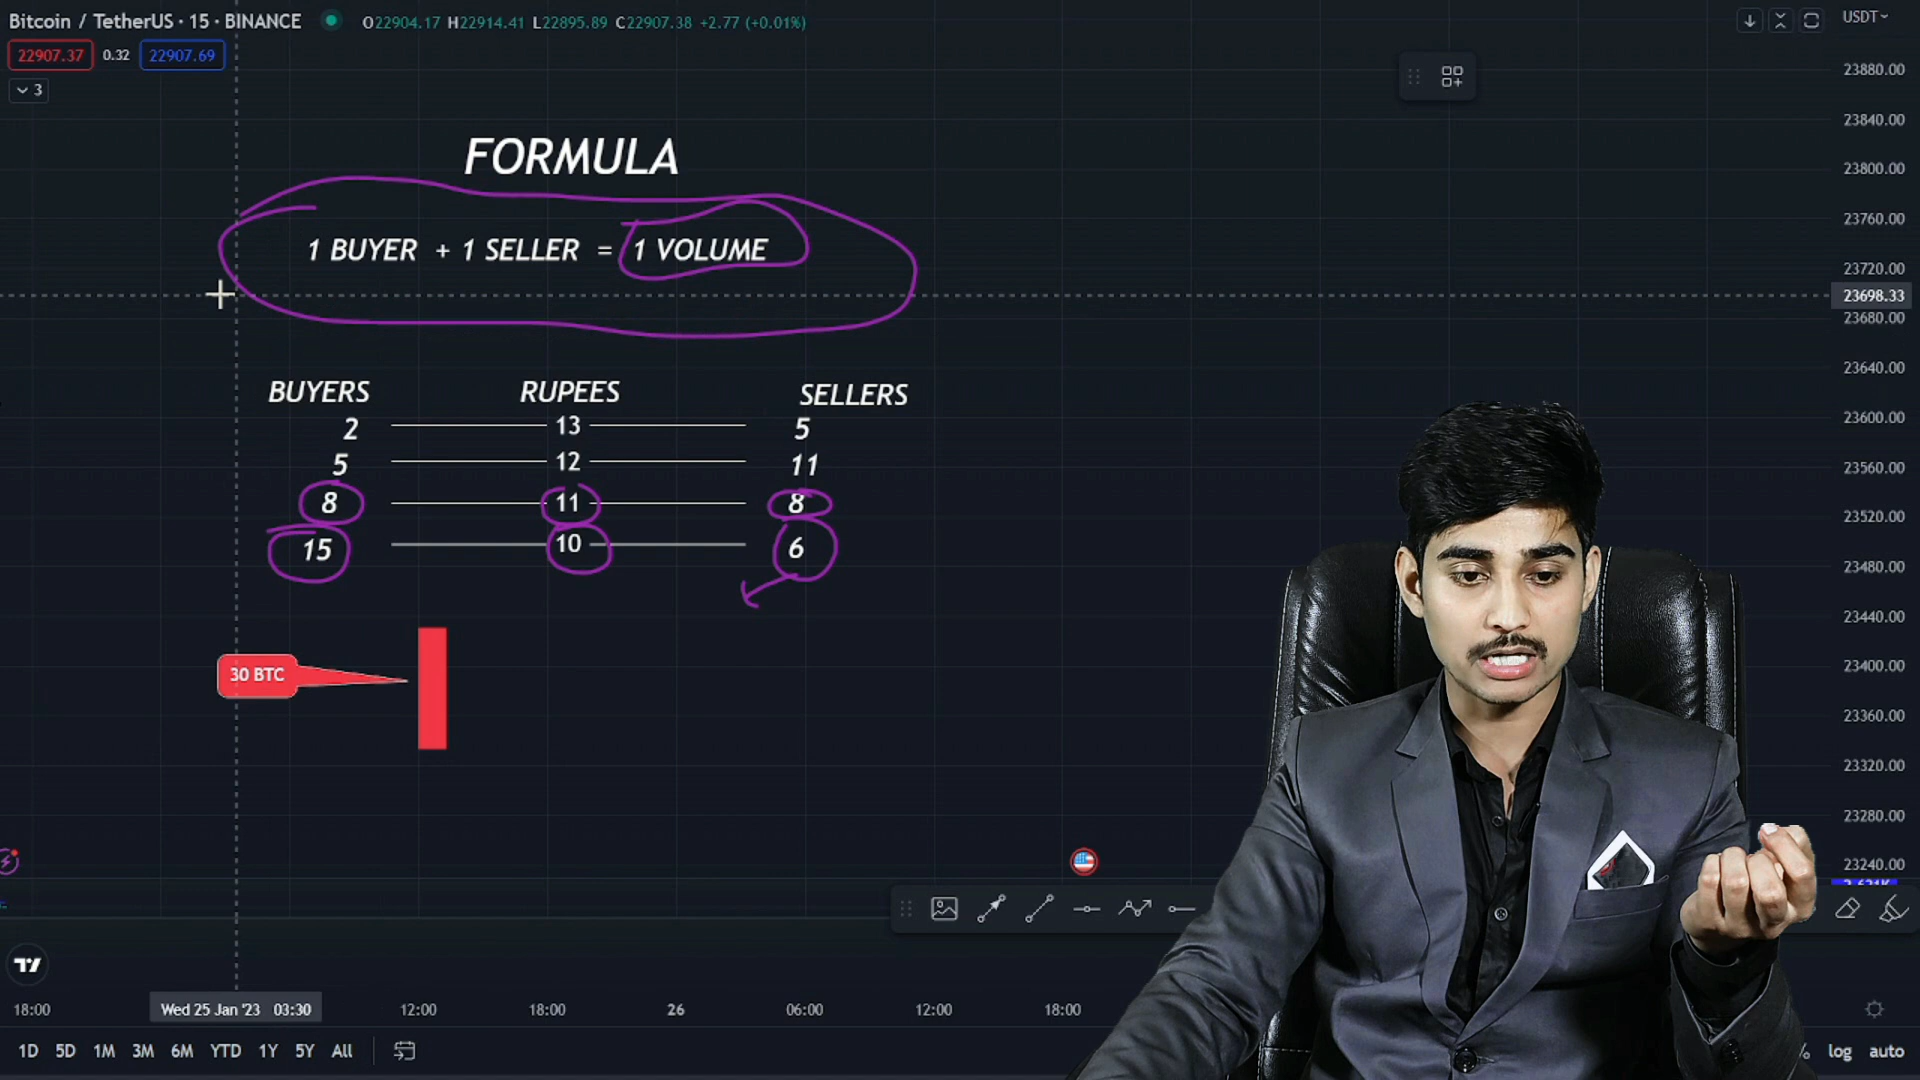 Bitcoin / TetherUS · 15 · BINANCE O22904.17 H22914.41 L22895.89 C22907.38 +2.77 (+0.01%) USDT
22907.37 0.32 22907.69
3
FORMULA
1 BUYER + 1 SELLER = 1 VOLUME
BUYERS RUPEES SELLERS
2 13 5
5 12 11
8 11 8
15 10 6
30 BTC
23880.00
23840.00
23800.00
23760.00
23720.00
23698.33
23680.00
23640.00
23600.00
23560.00
23520.00
23480.00
23440.00
23400.00
23360.00
23320.00
23280.00
23240.00
18:00 Wed 25 Jan '23 03:30 12:00 18:00 26 06:00 12:00 18:00
1D 5D 1M 3M 6M YTD 1Y 5Y All % log auto